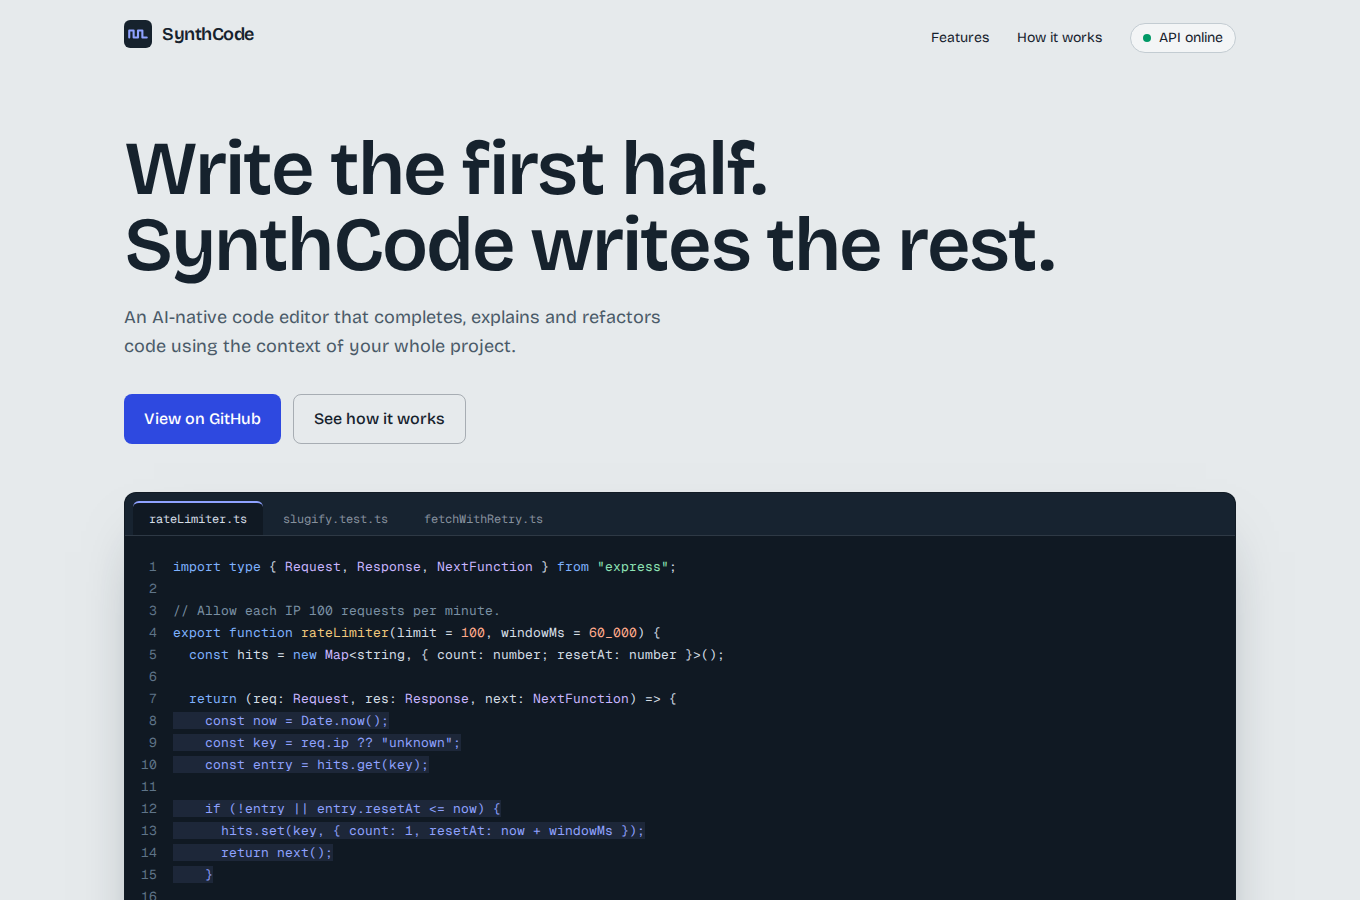 SynthCode
Features
How it works
API online
Write the first half.
SynthCode writes the rest.
An AI-native code editor that completes, explains and refactors
code using the context of your whole project.
View on GitHub
See how it works
rateLimiter.ts
slugify.test.ts
fetchWithRetry.ts
1 import type { Request, Response, NextFunction } from "express";
2
3 // Allow each IP 100 requests per minute.
4 export function rateLimiter(limit = 100, windowMs = 60_000) {
5   const hits = new Map<string, { count: number; resetAt: number }>();
6
7   return (req: Request, res: Response, next: NextFunction) => {
8     const now = Date.now();
9     const key = req.ip ?? "unknown";
10     const entry = hits.get(key);
11
12     if (!entry || entry.resetAt <= now) {
13       hits.set(key, { count: 1, resetAt: now + windowMs });
14       return next();
15     }
16